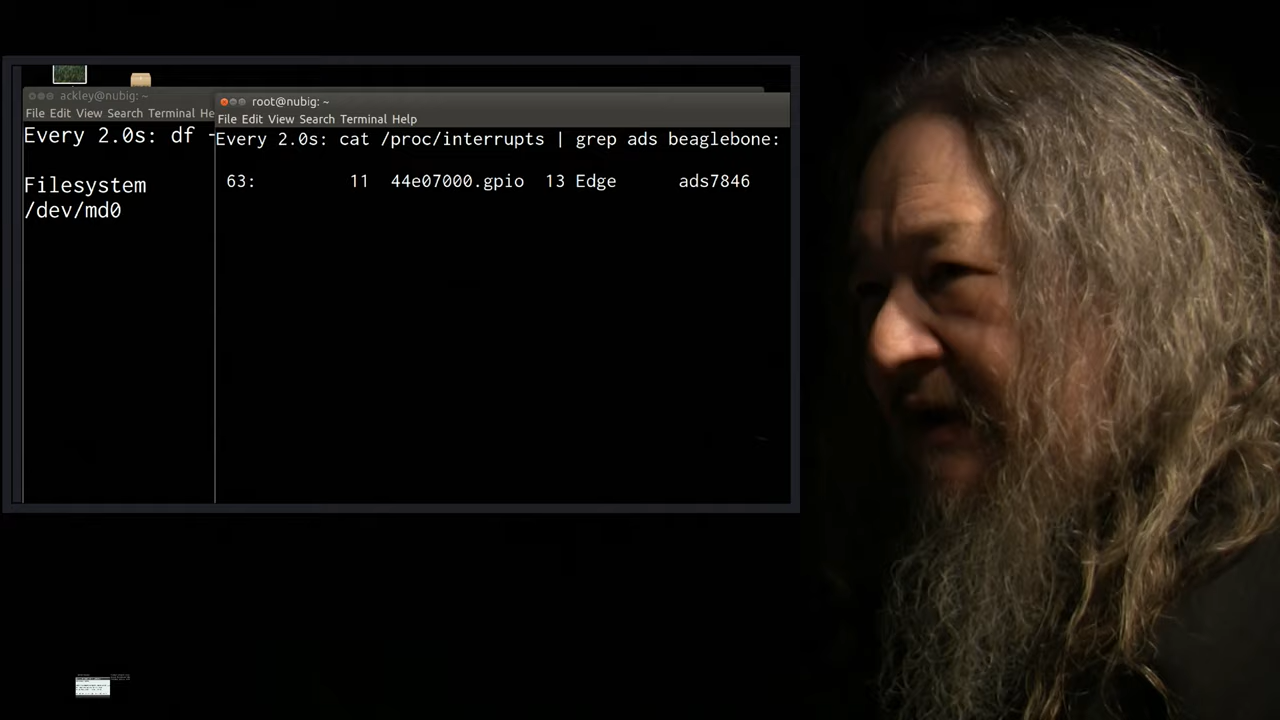 ackley@nubig: ~
File Edit View Search Terminal He
Every 2.0s: df -
Filesystem
/dev/md0
root@nubig: ~
File Edit View Search Terminal Help
Every 2.0s: cat /proc/interrupts | grep ads beaglebone:
63: 11 44e07000.gpio 13 Edge ads7846